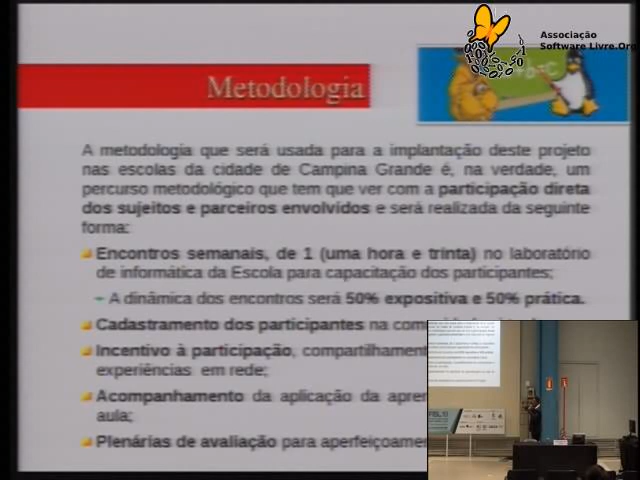 Associação
Software Livre.Org
Metodologia
A metodologia que será usada para a implantação deste projeto
nas escolas da cidade de Campina Grande é, na verdade, um
percurso metodológico que tem que ver com a participação direta
dos sujeitos e parceiros envolvidos e será realizada da seguinte
forma:
Encontros semanais, de 1 (uma hora e trinta) no laboratório
de informática da Escola para capacitação dos participantes;
A dinâmica dos encontros será 50% expositiva e 50% prática.
Cadastramento dos participantes na
Incentivo à participação,
experiências em rede;
Acompanhamento da aplicação da
aula;
Plenárias de avaliação para